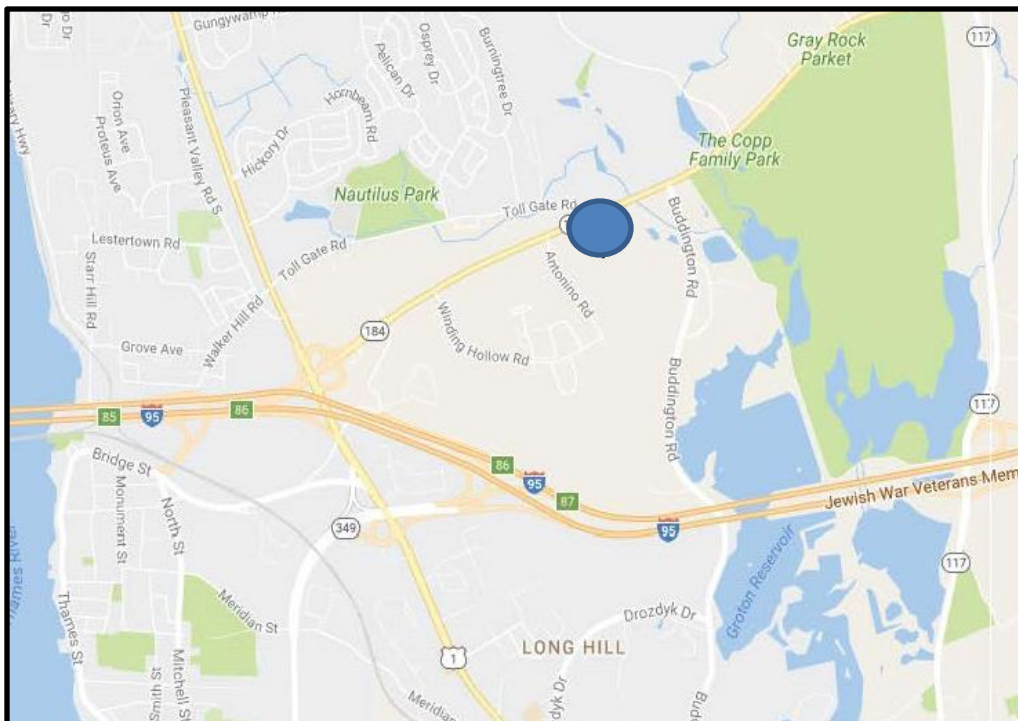 Gungywamp
Dr
Osprey Dr
Pelican Dr
Burningtree Dr
Gray Rock
Parket
117
Orion Ave
Proteus Ave
Pleasant Valley Rd S
Hickory Dr
Hornbeam Rd
The Copp
Family Park
Nautilus Park
Toll Gate Rd
Lestertown Rd
Toll Gate Rd
Starr Hill Rd
Walker Hill Rd
Antonino Rd
Buddington Rd
184
Winding Hollow Rd
Grove Ave
Buddington Rd
117
85
95
86
86
95
87
95
Jewish War Veterans Mem
Bridge St
Monument St
North St
349
Groton Reservoir
117
Thames St
Meridian St
Drozdyk Dr
LONG HILL
1
Smith St
Mitchell St
Meridian